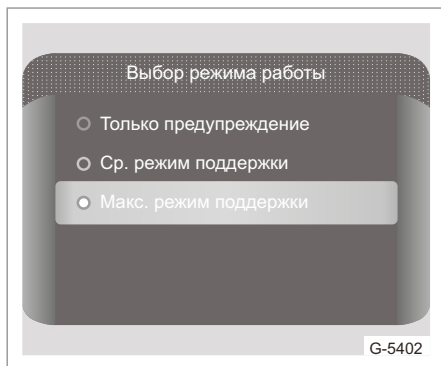 Выбор режима работы
Только предупреждение
Ср. режим поддержки
Макс. режим поддержки
G-5402